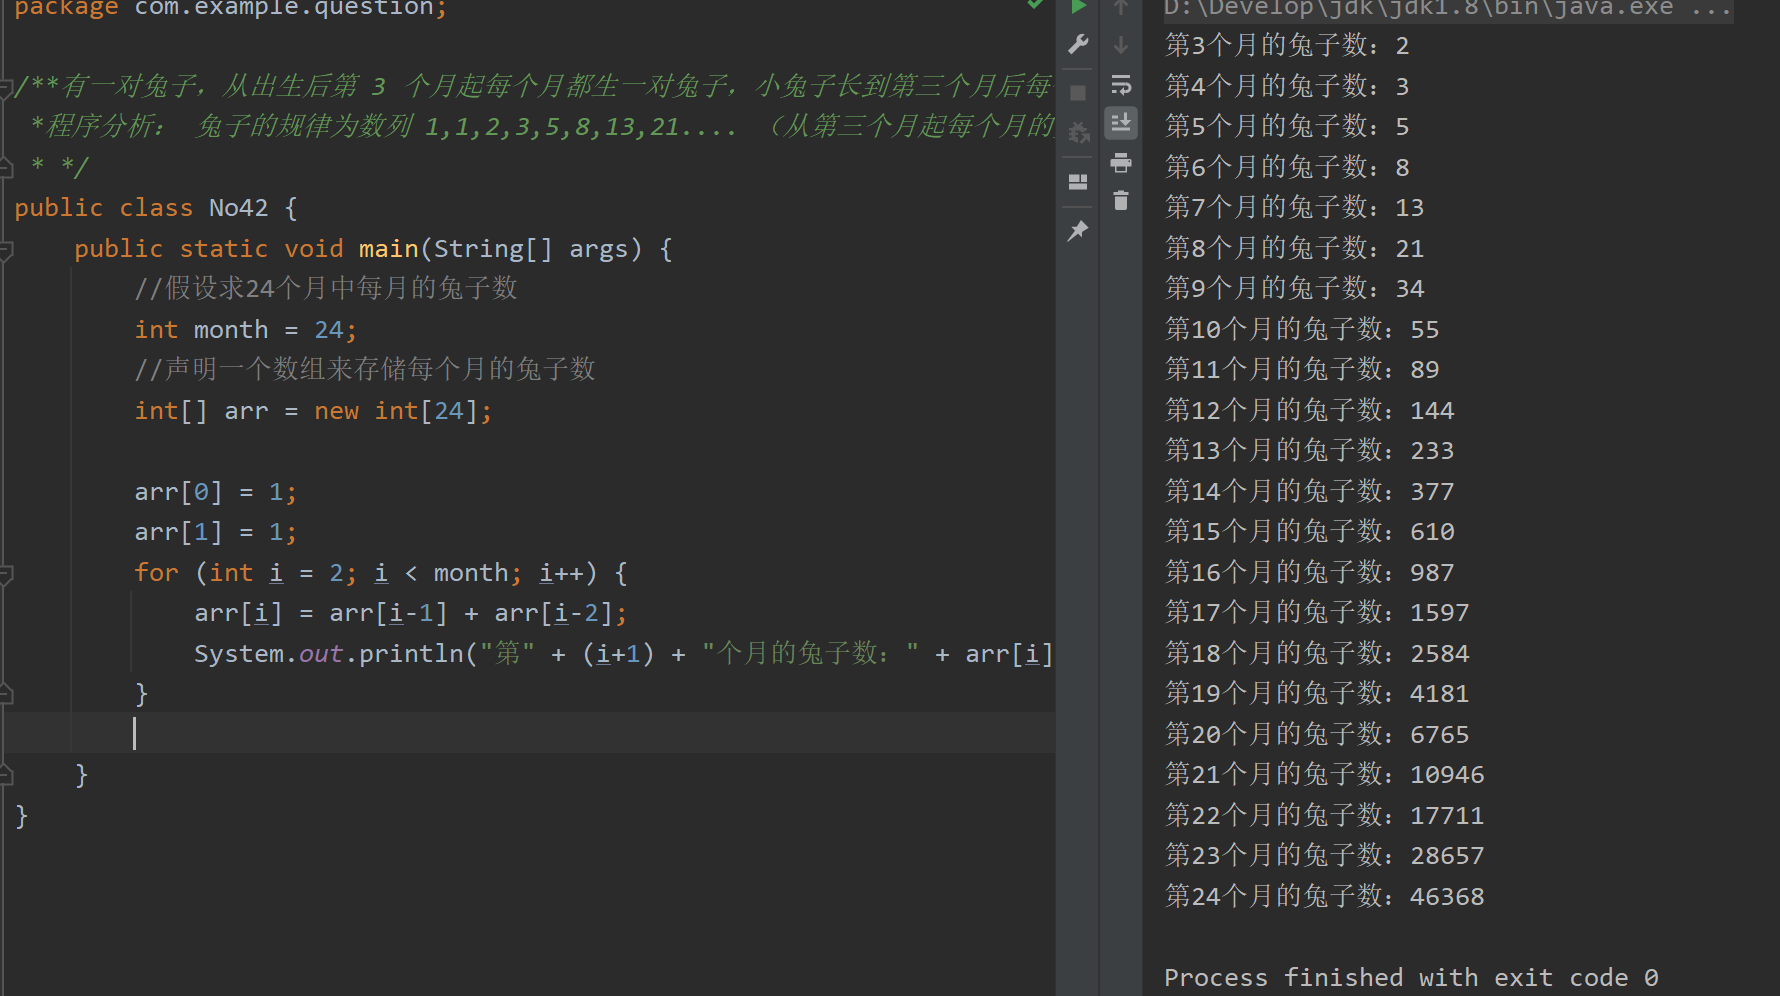 package com.example.question;
/**有一对兔子，从出生后第 3 个月起每个月都生一对兔子，小兔子长到第三个月后每
*程序分析： 兔子的规律为数列 1,1,2,3,5,8,13,21.... （从第三个月起每个月的
* */
public class No42 {
public static void main(String[] args) {
//假设求24个月中每月的兔子数
int month = 24;
//声明一个数组来存储每个月的兔子数
int[] arr = new int[24];
arr[0] = 1;
arr[1] = 1;
for (int i = 2; i < month; i++) {
arr[i] = arr[i-1] + arr[i-2];
System.out.println("第" + (i+1) + "个月的兔子数：" + arr[i]
}
}
}
D:\Develop\jdk\jdk1.8\bin\java.exe ...
第3个月的兔子数：2
第4个月的兔子数：3
第5个月的兔子数：5
第6个月的兔子数：8
第7个月的兔子数：13
第8个月的兔子数：21
第9个月的兔子数：34
第10个月的兔子数：55
第11个月的兔子数：89
第12个月的兔子数：144
第13个月的兔子数：233
第14个月的兔子数：377
第15个月的兔子数：610
第16个月的兔子数：987
第17个月的兔子数：1597
第18个月的兔子数：2584
第19个月的兔子数：4181
第20个月的兔子数：6765
第21个月的兔子数：10946
第22个月的兔子数：17711
第23个月的兔子数：28657
第24个月的兔子数：46368
Process finished with exit code 0